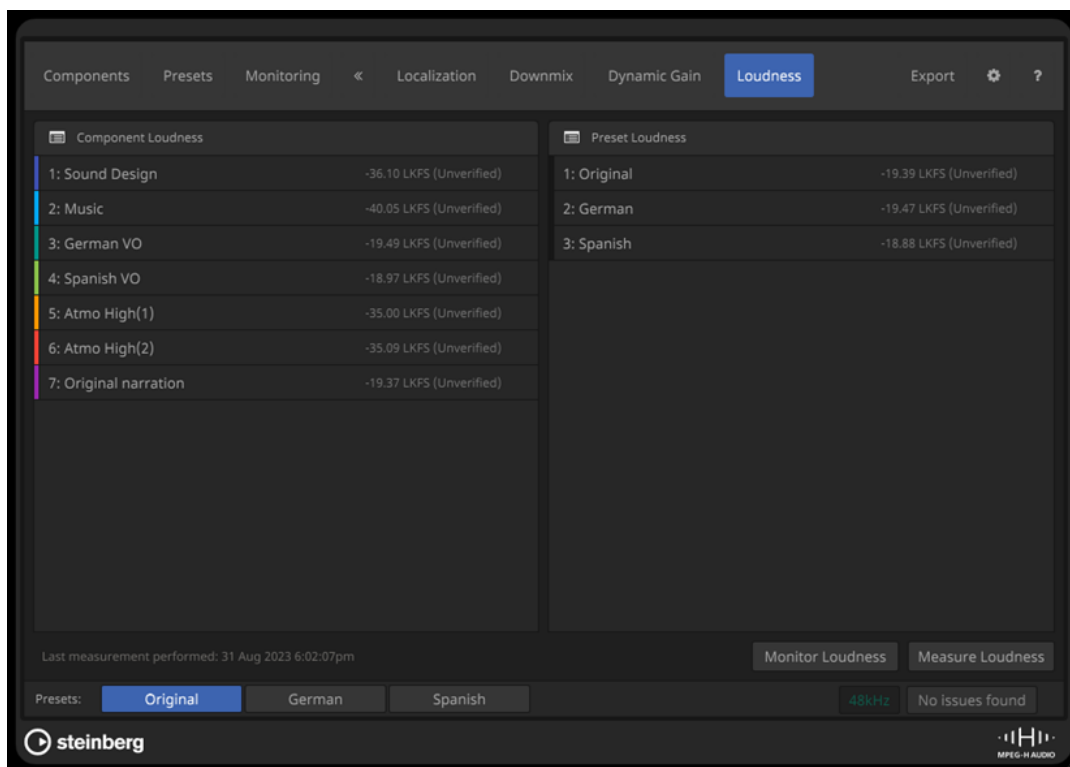 Components Presets Monitoring « Localization Downmix Dynamic Gain Loudness Export ?
Component Loudness
1: Sound Design -36.10 LKFS (Unverified)
2: Music -40.05 LKFS (Unverified)
3: German VO -19.49 LKFS (Unverified)
4: Spanish VO -18.97 LKFS (Unverified)
5: Atmo High(1) -35.00 LKFS (Unverified)
6: Atmo High(2) -35.09 LKFS (Unverified)
7: Original narration -19.37 LKFS (Unverified)
Preset Loudness
1: Original -19.39 LKFS (Unverified)
2: German -19.47 LKFS (Unverified)
3: Spanish -18.88 LKFS (Unverified)
Last measurement performed: 31 Aug 2023 6:02:07pm
Monitor Loudness Measure Loudness
Presets: Original German Spanish 48kHz No issues found
steinberg
MPEG-H AUDIO